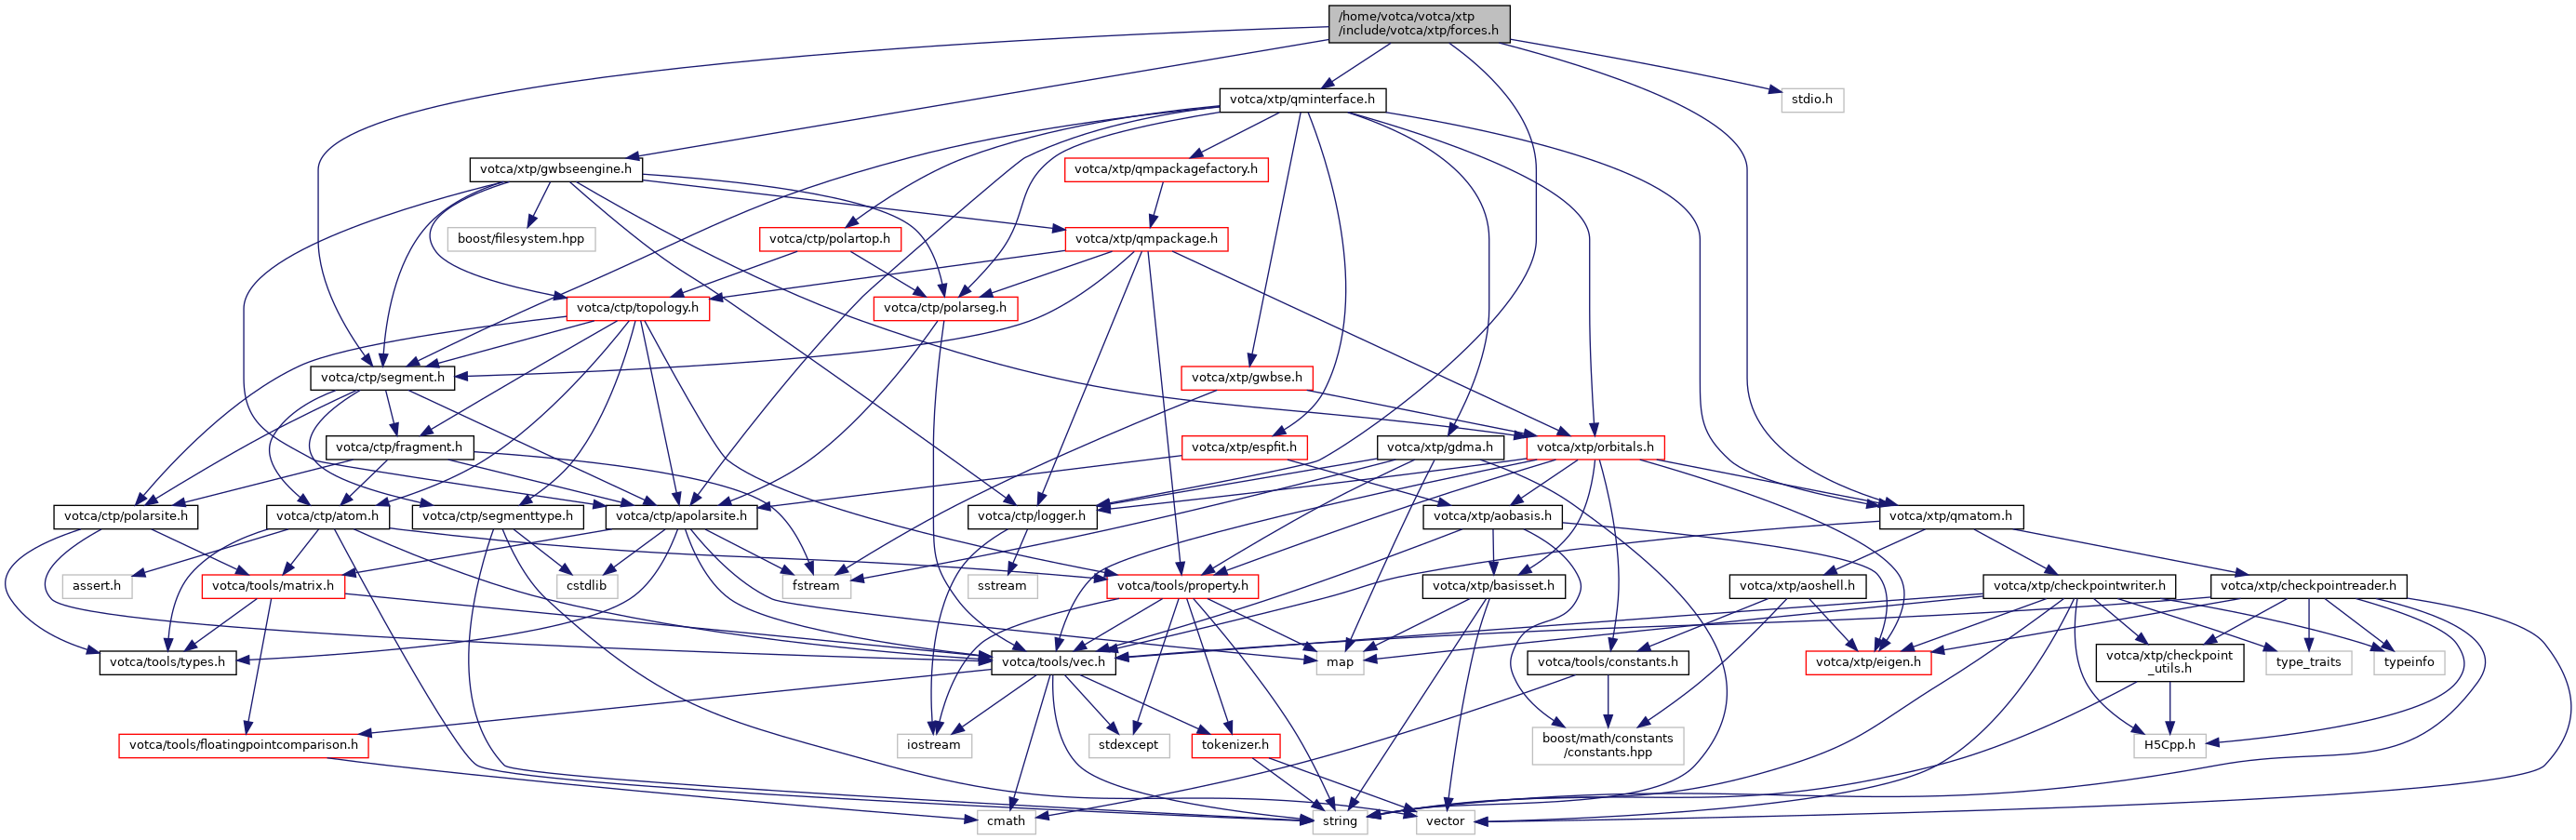 /home/votca/votca/xtp
/include/votca/xtp/forces.h
votca/xtp/qminterface.h
stdio.h
votca/xtp/gwbseengine.h
votca/xtp/qmpackagefactory.h
boost/filesystem.hpp
votca/ctp/polartop.h
votca/xtp/qmpackage.h
votca/ctp/topology.h
votca/ctp/polarseg.h
votca/ctp/segment.h
votca/xtp/gwbse.h
votca/ctp/fragment.h
votca/xtp/espfit.h
votca/xtp/gdma.h
votca/xtp/orbitals.h
votca/ctp/polarsite.h
votca/ctp/atom.h
votca/ctp/segmenttype.h
votca/ctp/apolarsite.h
votca/ctp/logger.h
votca/xtp/aobasis.h
votca/xtp/qmatom.h
assert.h
votca/tools/matrix.h
cstdlib
fstream
sstream
votca/tools/property.h
votca/xtp/basisset.h
votca/xtp/aoshell.h
votca/xtp/checkpointwriter.h
votca/xtp/checkpointreader.h
votca/tools/types.h
votca/tools/vec.h
map
votca/tools/constants.h
votca/xtp/eigen.h
votca/xtp/checkpoint
_utils.h
type_traits
typeinfo
votca/tools/floatingpointcomparison.h
iostream
stdexcept
tokenizer.h
boost/math/constants
/constants.hpp
H5Cpp.h
cmath
string
vector